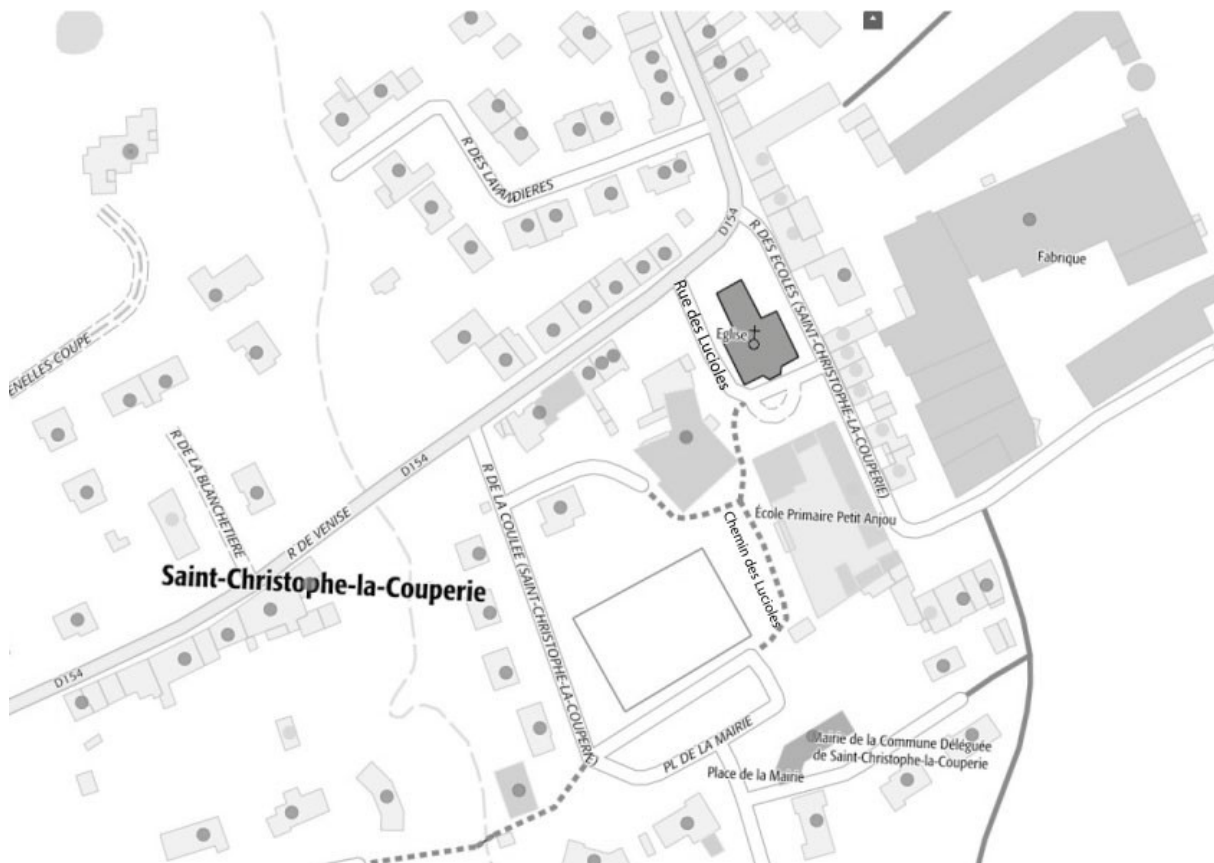 R DES LAVANDIERES
D154
R DES ECOLES (SAINT-CHRISTOPHE-LA-COUPERIE)
Fabrique
Rue des Lucioles
Eglise
ENELLES COUPE
R DE LA BLANCHETIERE
D154
R DE VENISE
R DE LA COULEE (SAINT-CHRISTOPHE-LA-COUPERIE)
École Primaire Petit Anjou
Chemin des Lucioles
Saint-Christophe-la-Couperie
D154
PL DE LA MAIRIE
Mairie de la Commune Déléguée
de Saint-Christophe-la-Couperie
Place de la Mairie